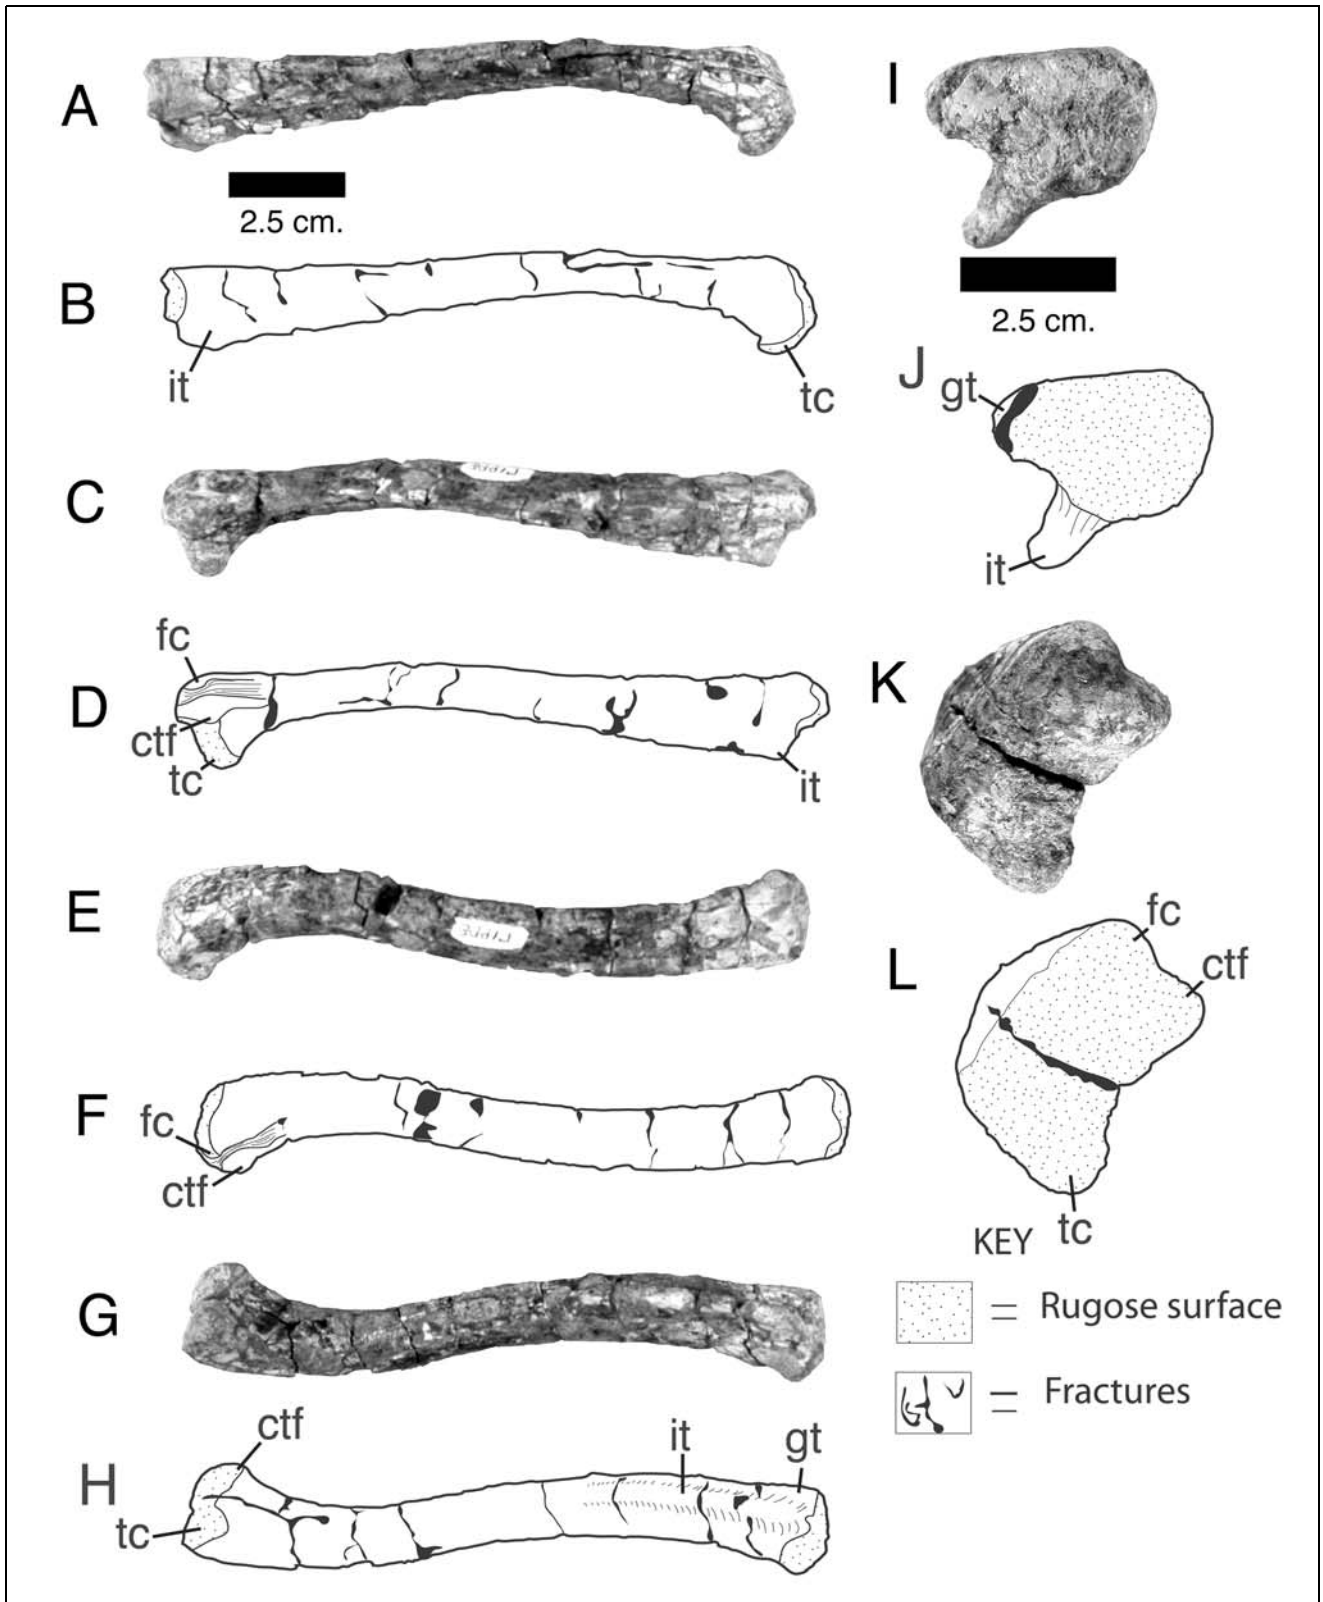 A
I
2.5 cm.
B
2.5 cm.
it
tc
J
gt
C
it
fc
D
K
ctf
tc
it
E
fc
ctf
L
F
fc
ctf
tc
KEY
G
= Rugose surface
= Fractures
ctf
it
gt
H
tc